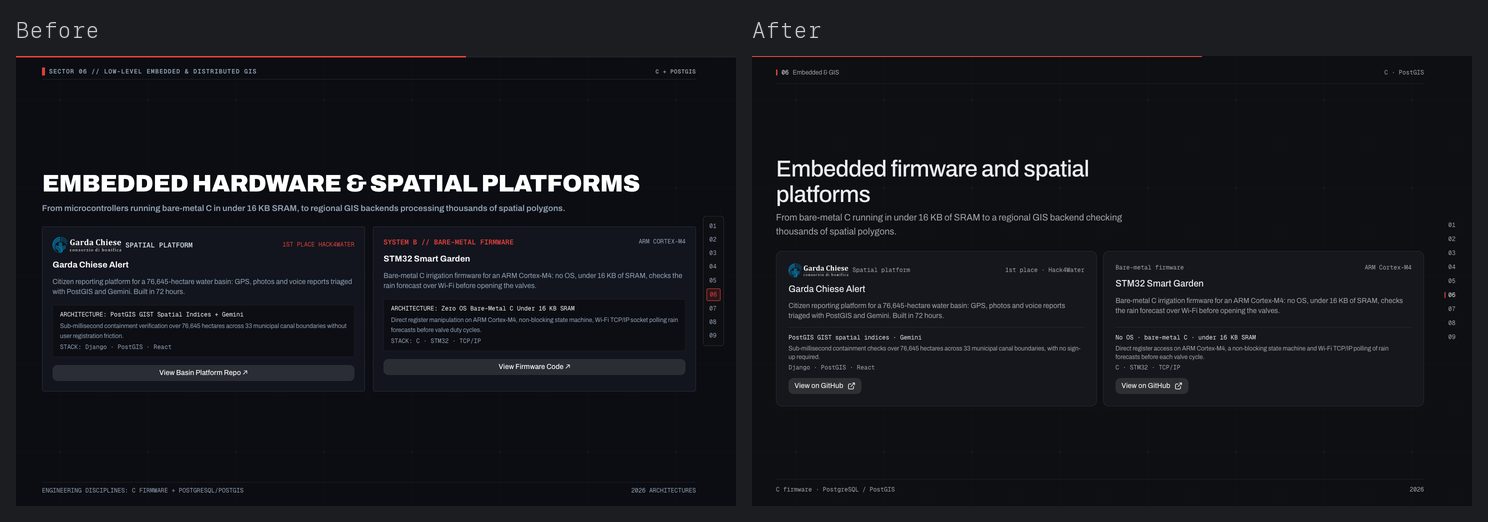 Before
SECTOR 06 // LOW-LEVEL EMBEDDED & DISTRIBUTED GIS
C + POSTGIS
EMBEDDED HARDWARE & SPATIAL PLATFORMS
From microcontrollers running bare-metal C in under 16 KB SRAM, to regional GIS backends processing thousands of spatial polygons.
Garda Chiese
consorzio di bonifica
SPATIAL PLATFORM
1ST PLACE HACK4WATER
Garda Chiese Alert
Citizen reporting platform for a 76,645-hectare water basin: GPS, photos and voice reports triaged
with PostGIS and Gemini. Built in 72 hours.
ARCHITECTURE: PostGIS GIST Spatial Indices + Gemini
Sub-millisecond containment verification over 76,645 hectares across 33 municipal canal boundaries without
user registration friction.
STACK: Django · PostGIS · React
View Basin Platform Repo ↗
SYSTEM B // BARE-METAL FIRMWARE
ARM CORTEX-M4
STM32 Smart Garden
Bare-metal C irrigation firmware for an ARM Cortex-M4: no OS, under 16 KB of SRAM, checks the
rain forecast over Wi-Fi before opening the valves.
ARCHITECTURE: Zero OS Bare-Metal C Under 16 KB SRAM
Direct register manipulation on ARM Cortex-M4, non-blocking state machine, Wi-Fi TCP/IP socket polling rain
forecasts before valve duty cycles.
STACK: C · STM32 · TCP/IP
View Firmware Code ↗
01
02
03
04
05
06
07
08
09
ENGINEERING DISCIPLINES: C FIRMWARE + POSTGRESQL/POSTGIS
2026 ARCHITECTURES
After
06 Embedded & GIS
C · PostGIS
Embedded firmware and spatial
platforms
From bare-metal C running in under 16 KB of SRAM to a regional GIS backend checking
thousands of spatial polygons.
Garda Chiese
consorzio di bonifica
Spatial platform
1st place · Hack4Water
Garda Chiese Alert
Citizen reporting platform for a 76,645-hectare water basin: GPS, photos and voice reports
triaged with PostGIS and Gemini. Built in 72 hours.
PostGIS GIST spatial indices · Gemini
Sub-millisecond containment checks over 76,645 hectares across 33 municipal canal boundaries, with no sign-
up required.
Django · PostGIS · React
View on GitHub
Bare-metal firmware
ARM Cortex-M4
STM32 Smart Garden
Bare-metal C irrigation firmware for an ARM Cortex-M4: no OS, under 16 KB of SRAM, checks
the rain forecast over Wi-Fi before opening the valves.
No OS · bare-metal C · under 16 KB SRAM
Direct register access on ARM Cortex-M4, a non-blocking state machine and Wi-Fi TCP/IP polling of rain
forecasts before each valve cycle.
C · STM32 · TCP/IP
View on GitHub
01
02
03
04
05
06
07
08
09
C firmware · PostgreSQL / PostGIS
2026